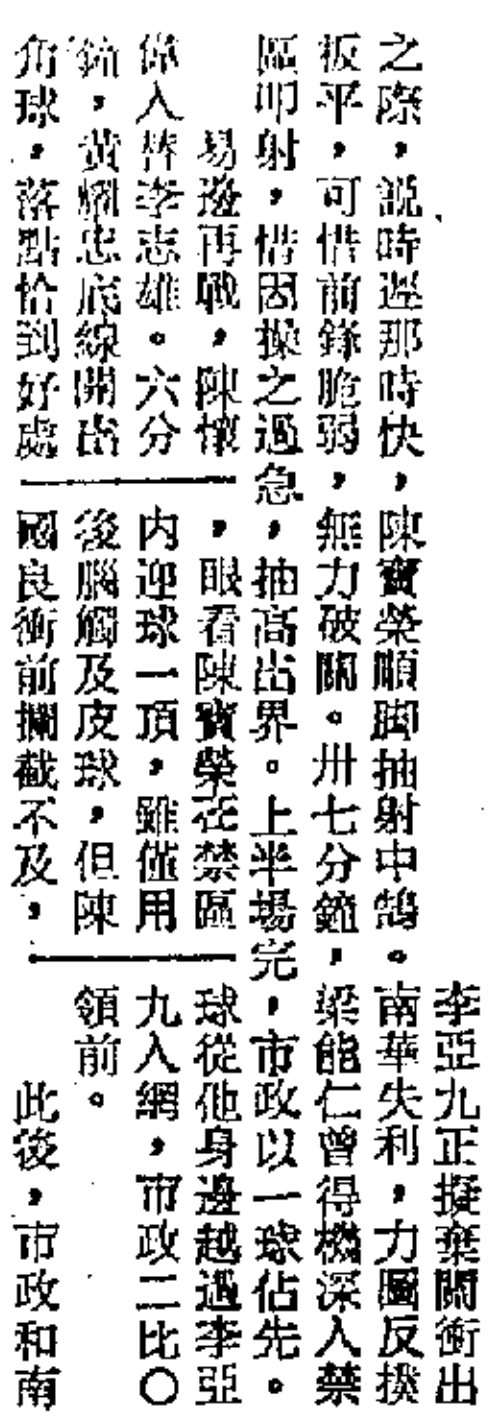 李亞九正擬棄關衝出
之際，説時遲那時快，陳寶榮順脚抽射中鵠。南華失利，力圖反撲
扳平，可惜前鋒脆弱，無力破關。卅七分鐘，梁能仁曾得機深入禁
區叩射，惜因操之過急，抽高出界。上半場完，市政以一球佔先。
易邊再戰，陳懷
偉入替李志雄。六分
鐘，黃忠底線開出
角球，落點恰到好處
，眼看陳寶榮在禁區
内迎球一頂，雖僅用
後腦觸及皮球，但陳
國良衝前攔截不及，
球從他身邊越過李亞
九入網，市政二比〇
領前。
此後，市政和南